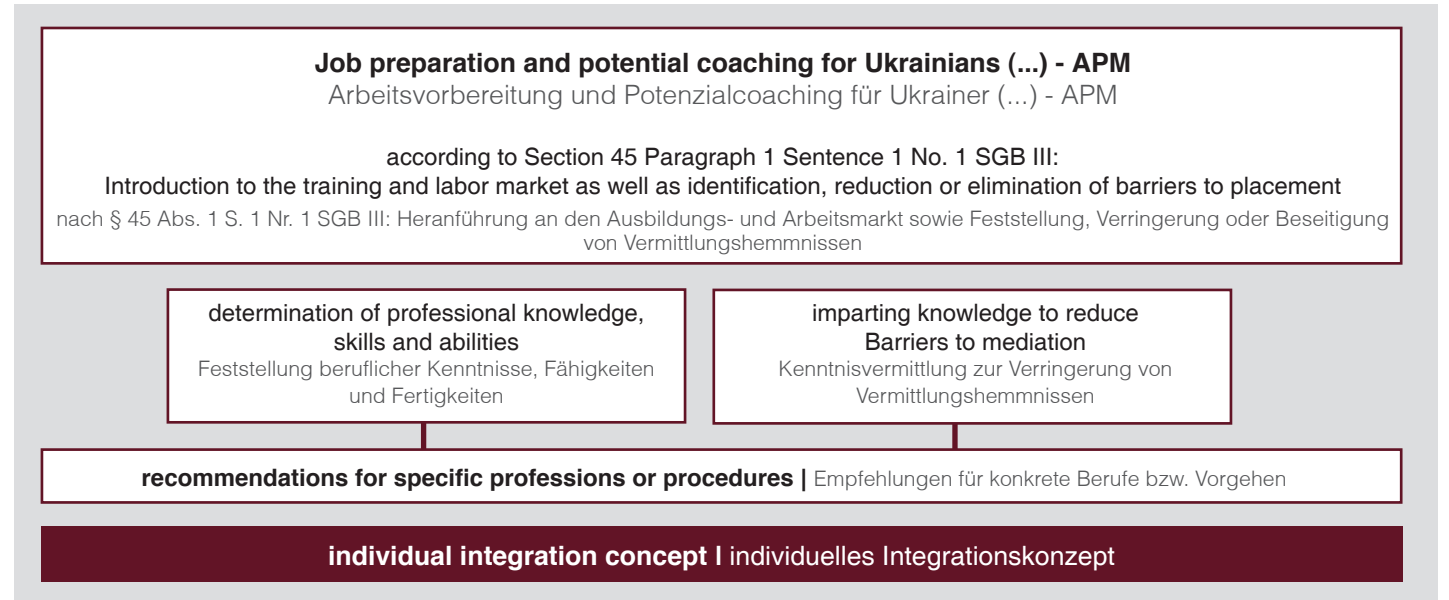 Job preparation and potential coaching for Ukrainians (...) - APM
Arbeitsvorbereitung und Potenzialcoaching für Ukrainer (...) - APM
according to Section 45 Paragraph 1 Sentence 1 No. 1 SGB III:
Introduction to the training and labor market as well as identification, reduction or elimination of barriers to placement
nach § 45 Abs. 1 S. 1 Nr. 1 SGB III: Heranführung an den Ausbildungs- und Arbeitsmarkt sowie Feststellung, Verringerung oder Beseitigung
von Vermittlungshemmnissen
determination of professional knowledge,
skills and abilities
Feststellung beruflicher Kenntnisse, Fähigkeiten
und Fertigkeiten
imparting knowledge to reduce
Barriers to mediation
Kenntnisvermittlung zur Verringerung von
Vermittlungshemmnissen
recommendations for specific professions or procedures | Empfehlungen für konkrete Berufe bzw. Vorgehen
individual integration concept I individuelles Integrationskonzept